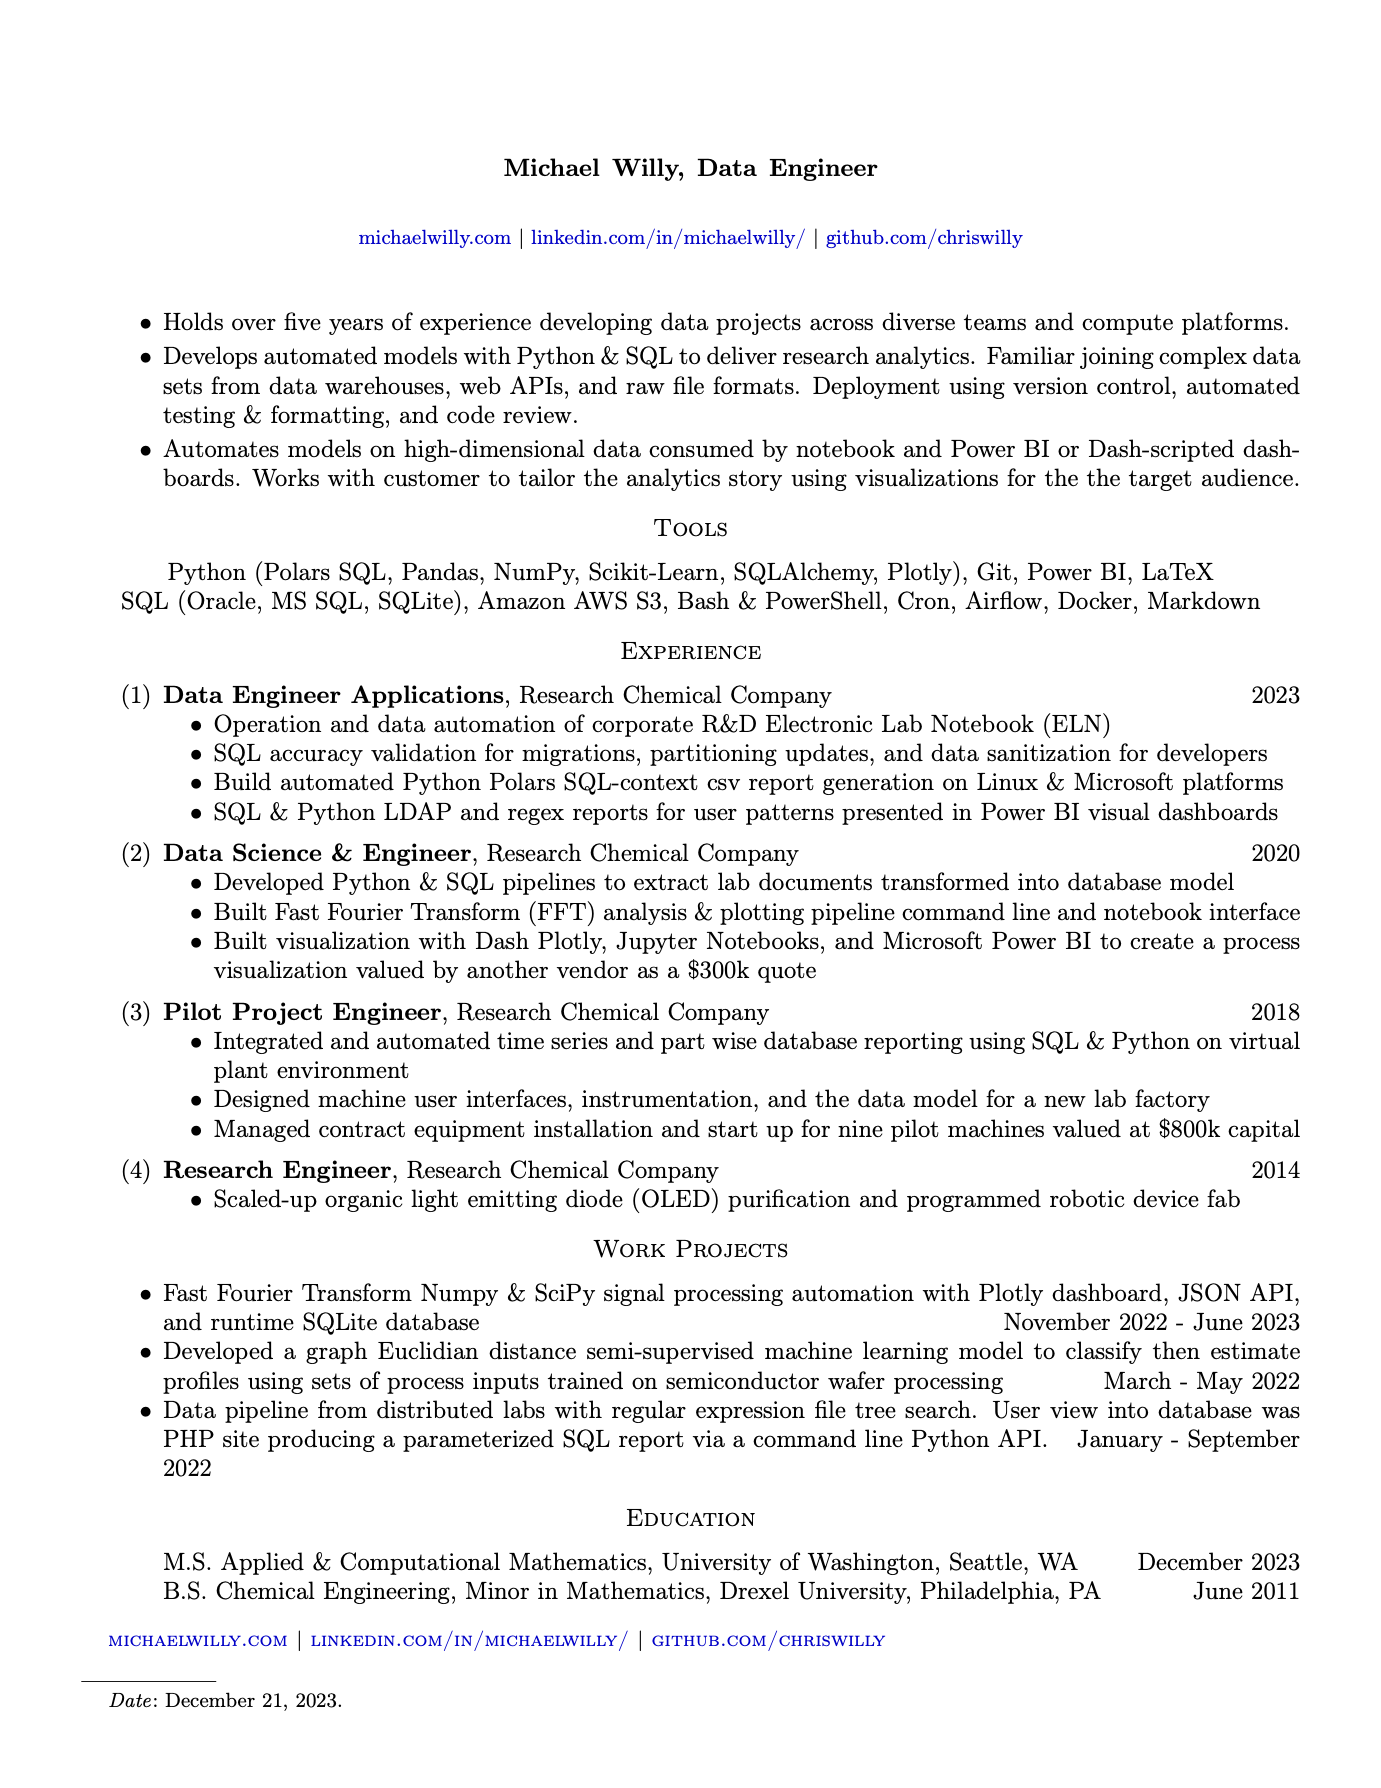 Michael Willy, Data Engineer
michaelwilly.com | linkedin.com/in/michaelwilly/ | github.com/chriswilly
• Holds over five years of experience developing data projects across diverse teams and compute platforms.
• Develops automated models with Python & SQL to deliver research analytics. Familiar joining complex data
sets from data warehouses, web APIs, and raw file formats. Deployment using version control, automated
testing & formatting, and code review.
• Automates models on high-dimensional data consumed by notebook and Power BI or Dash-scripted dash-
boards. Works with customer to tailor the analytics story using visualizations for the the target audience.
Tools
Python (Polars SQL, Pandas, NumPy, Scikit-Learn, SQLAlchemy, Plotly), Git, Power BI, LaTeX
SQL (Oracle, MS SQL, SQLite), Amazon AWS S3, Bash & PowerShell, Cron, Airflow, Docker, Markdown
Experience
(1) Data Engineer Applications, Research Chemical Company 2023
• Operation and data automation of corporate R&D Electronic Lab Notebook (ELN)
• SQL accuracy validation for migrations, partitioning updates, and data sanitization for developers
• Build automated Python Polars SQL-context csv report generation on Linux & Microsoft platforms
• SQL & Python LDAP and regex reports for user patterns presented in Power BI visual dashboards
(2) Data Science & Engineer, Research Chemical Company 2020
• Developed Python & SQL pipelines to extract lab documents transformed into database model
• Built Fast Fourier Transform (FFT) analysis & plotting pipeline command line and notebook interface
• Built visualization with Dash Plotly, Jupyter Notebooks, and Microsoft Power BI to create a process
visualization valued by another vendor as a $300k quote
(3) Pilot Project Engineer, Research Chemical Company 2018
• Integrated and automated time series and part wise database reporting using SQL & Python on virtual
plant environment
• Designed machine user interfaces, instrumentation, and the data model for a new lab factory
• Managed contract equipment installation and start up for nine pilot machines valued at $800k capital
(4) Research Engineer, Research Chemical Company 2014
• Scaled-up organic light emitting diode (OLED) purification and programmed robotic device fab
Work Projects
• Fast Fourier Transform Numpy & SciPy signal processing automation with Plotly dashboard, JSON API,
and runtime SQLite database November 2022 - June 2023
• Developed a graph Euclidian distance semi-supervised machine learning model to classify then estimate
profiles using sets of process inputs trained on semiconductor wafer processing March - May 2022
• Data pipeline from distributed labs with regular expression file tree search. User view into database was
PHP site producing a parameterized SQL report via a command line Python API. January - September
2022
Education
M.S. Applied & Computational Mathematics, University of Washington, Seattle, WA December 2023
B.S. Chemical Engineering, Minor in Mathematics, Drexel University, Philadelphia, PA June 2011
michaelwilly.com | linkedin.com/in/michaelwilly/ | github.com/chriswilly
Date: December 21, 2023.